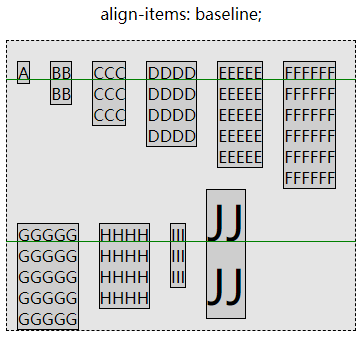 align-items: baseline;
A BB CCC DDDD EEEEE FFFFFF
BB CCC DDDD EEEEE FFFFFF
CCC DDDD EEEEE FFFFFF
DDDD EEEEE FFFFFF
EEEEE FFFFFF
FFFFFF
GGGGG HHHH III JJ
GGGGG HHHH III
GGGGG HHHH III JJ
GGGGG HHHH
GGGGG